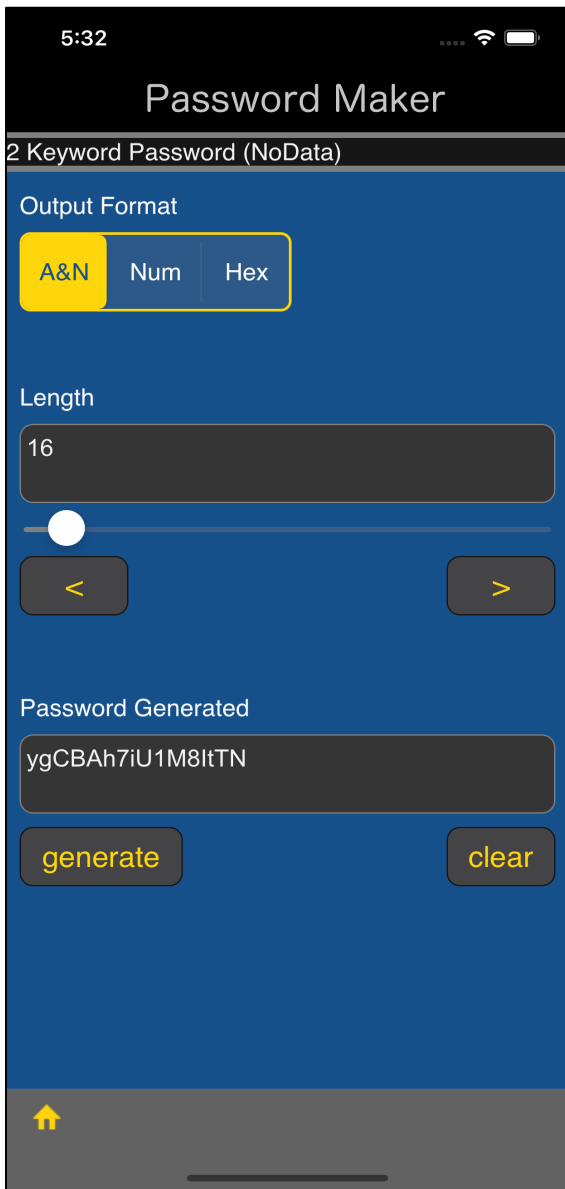 5:32
Password Maker
2 Keyword Password (NoData)
Output Format
A&N Num Hex
Length
16
< >
Password Generated
ygCBAh7iU1M8ItTN
generate clear